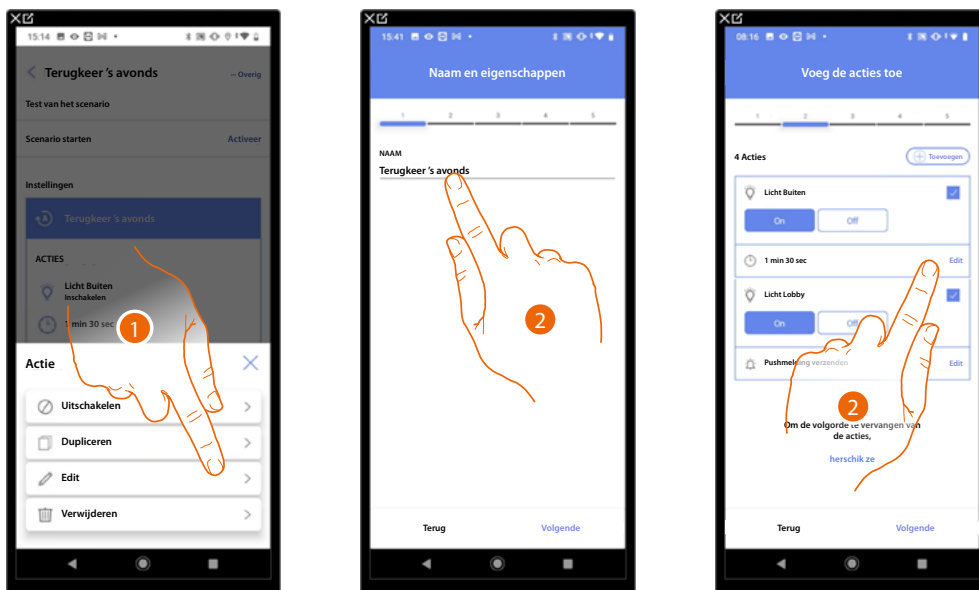 15:14
Terugkeer 's avonds
... Overig
Test van het scenario
Scenario starten
Activeer
Instellingen
Terugkeer 's avonds
ACTIES
Licht Buiten
Inschakelen
1 min 30 sec
1
Actie
Uitschakelen
Dupliceren
Edit
Verwijderen
15:41
Naam en eigenschappen
1 2 3 4 5
NAAM
Terugkeer 's avonds
2
Terug
Volgende
08:16
Voeg de acties toe
1 2 3 4 5
4 Acties
Toevoegen
Licht Buiten
On
Off
1 min 30 sec
Edit
Licht Lobby
On
Off
Pushmelding verzenden
Edit
2
Om de volgorde te vervangen van
de acties,
herschik ze
Terug
Volgende